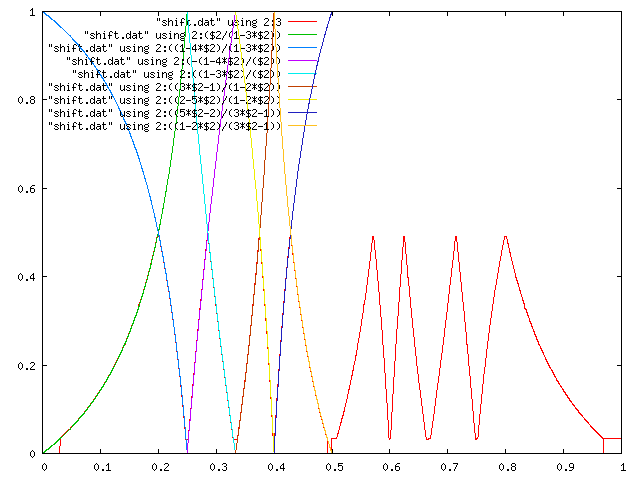 1
0.8
0.6
0.4
0.2
0
"shift.dat" using 2:3
"shift.dat" using 2:($2/(1-3*$2))
"shift.dat" using 2:((1-4*$2)/(1-3*$2))
"shift.dat" using 2:(-(1-4*$2)/($2))
"shift.dat" using 2:((1-3*$2)/($2))
"shift.dat" using 2:((3*$2-1)/(1-2*$2))
"shift.dat" using 2:((2-5*$2)/(1-2*$2))
"shift.dat" using 2:((5*$2-2)/(3*$2-1))
"shift.dat" using 2:((1-2*$2)/(3*$2-1))
0 0.1 0.2 0.3 0.4 0.5 0.6 0.7 0.8 0.9 1